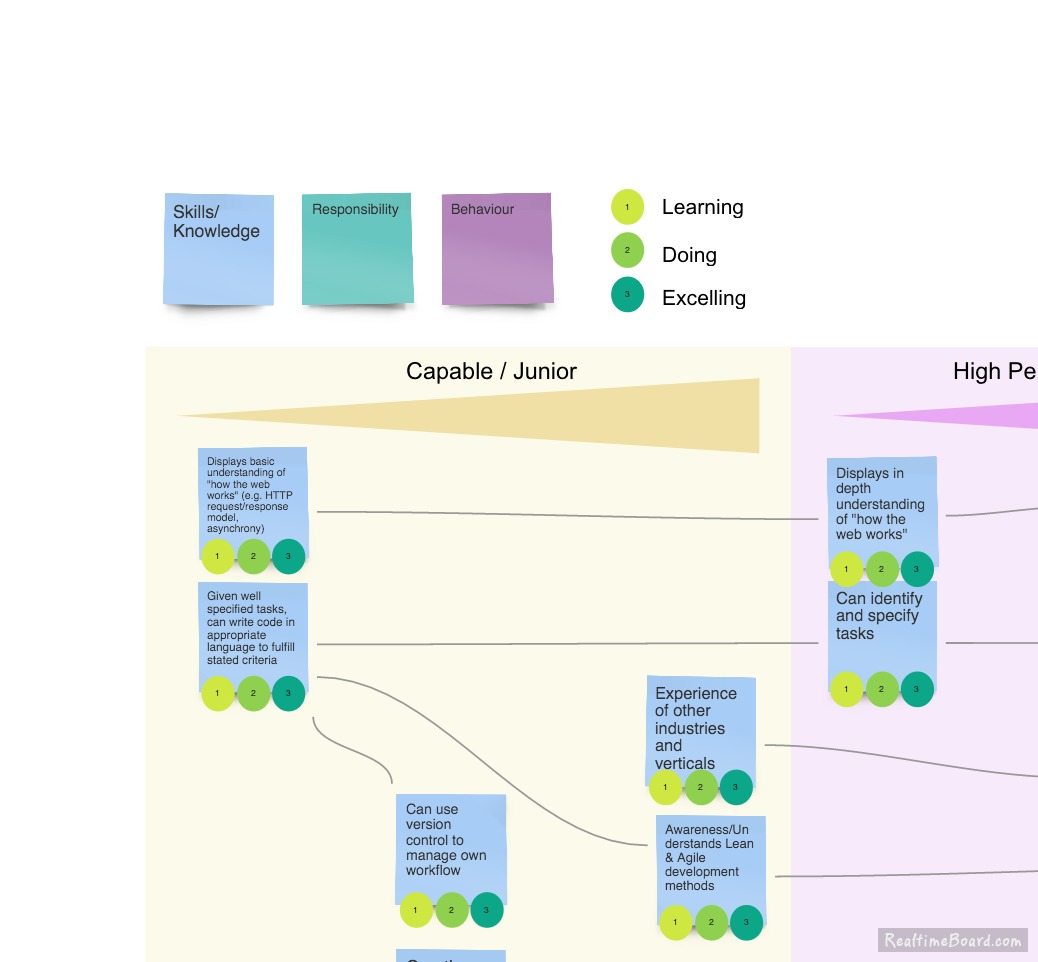 Skills/
Knowledge
Responsibility
Behaviour
1 Learning
2 Doing
3 Excelling
Capable / Junior
High Pe
Displays basic
understanding of
"how the web
works" (e.g. HTTP
request/response
model,
asynchrony)
1 2 3
Displays in
depth
understanding
of "how the
web works"
1 2 3
Given well
specified tasks,
can write code in
appropriate
language to fulfill
stated criteria
1 2 3
Can identify
and specify
tasks
1 2 3
Experience
of other
industries
and
verticals
1 2 3
Can use
version
control to
manage own
workflow
1 2 3
Awareness/Un
derstands Lean
& Agile
development
methods
1 2 3
RealtimeBoard.com